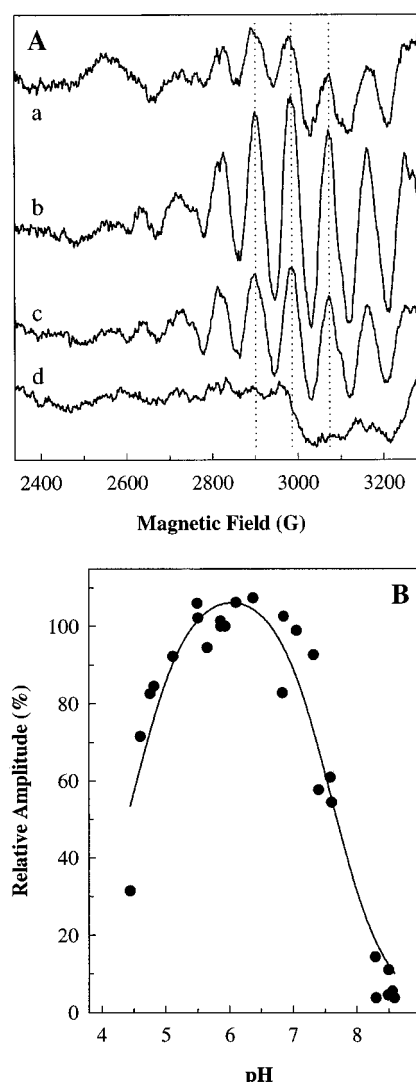 A
a
b
c
d
2400 2600 2800 3000 3200
Magnetic Field (G)
B
100
80
60
40
20
0
Relative Amplitude (%)
4 5 6 7 8
pH